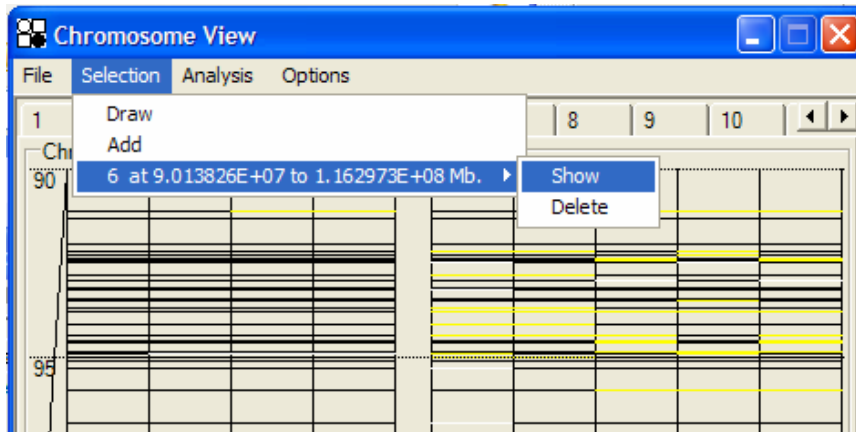 Chromosome View
File Selection Analysis Options
1 8 9 10
Draw
Add
6 at 9.013826E+07 to 1.162973E+08 Mb.
Show
Delete
90
95